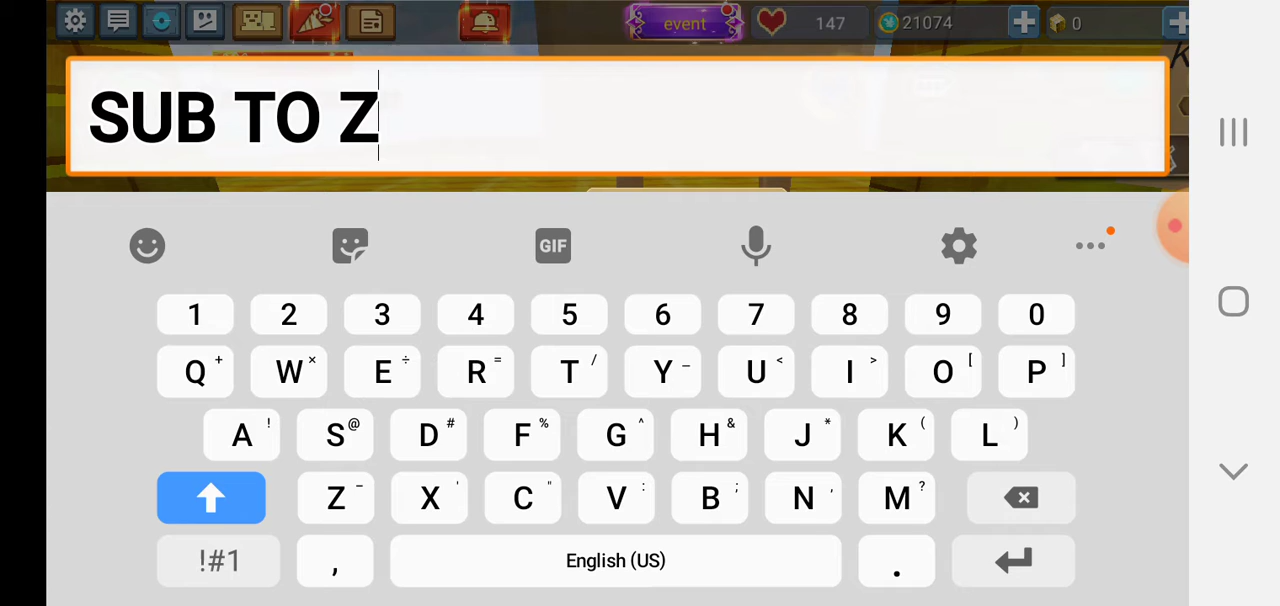 event 147 21074 0
SUB TO Z
GIF
1 2 3 4 5 6 7 8 9 0
Q + W × E ÷ R = T / Y _ U < I > O [ P ]
A ! S @ D # F % G ^ H & J * K ( L )
Z - X ' C " V : B ; N , M ?
!#1 , English (US) .